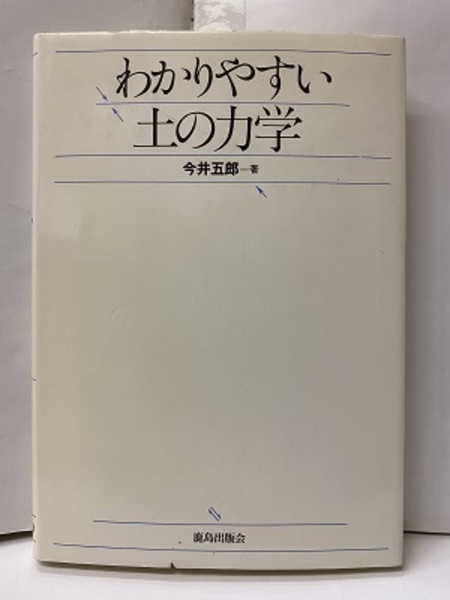 わかりやすい
土の力学
今井五郎―著
鹿島出版会